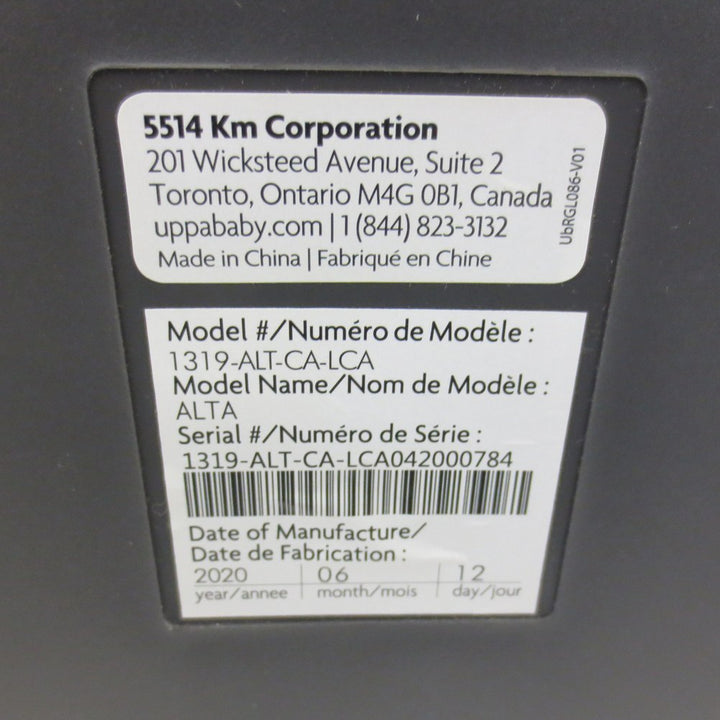 5514 Km Corporation
201 Wicksteed Avenue, Suite 2
Toronto, Ontario M4G 0B1, Canada
uppababy.com | 1 (844) 823-3132
Made in China | Fabriqué en Chine
UbRGL086-V01
Model #/Numéro de Modèle :
1319-ALT-CA-LCA
Model Name/Nom de Modèle :
ALTA
Serial #/Numéro de Série :
1319-ALT-CA-LCA042000784
Date of Manufacture/
Date de Fabrication :
2020 | 06 | 12
year/annee month/mois day/jour